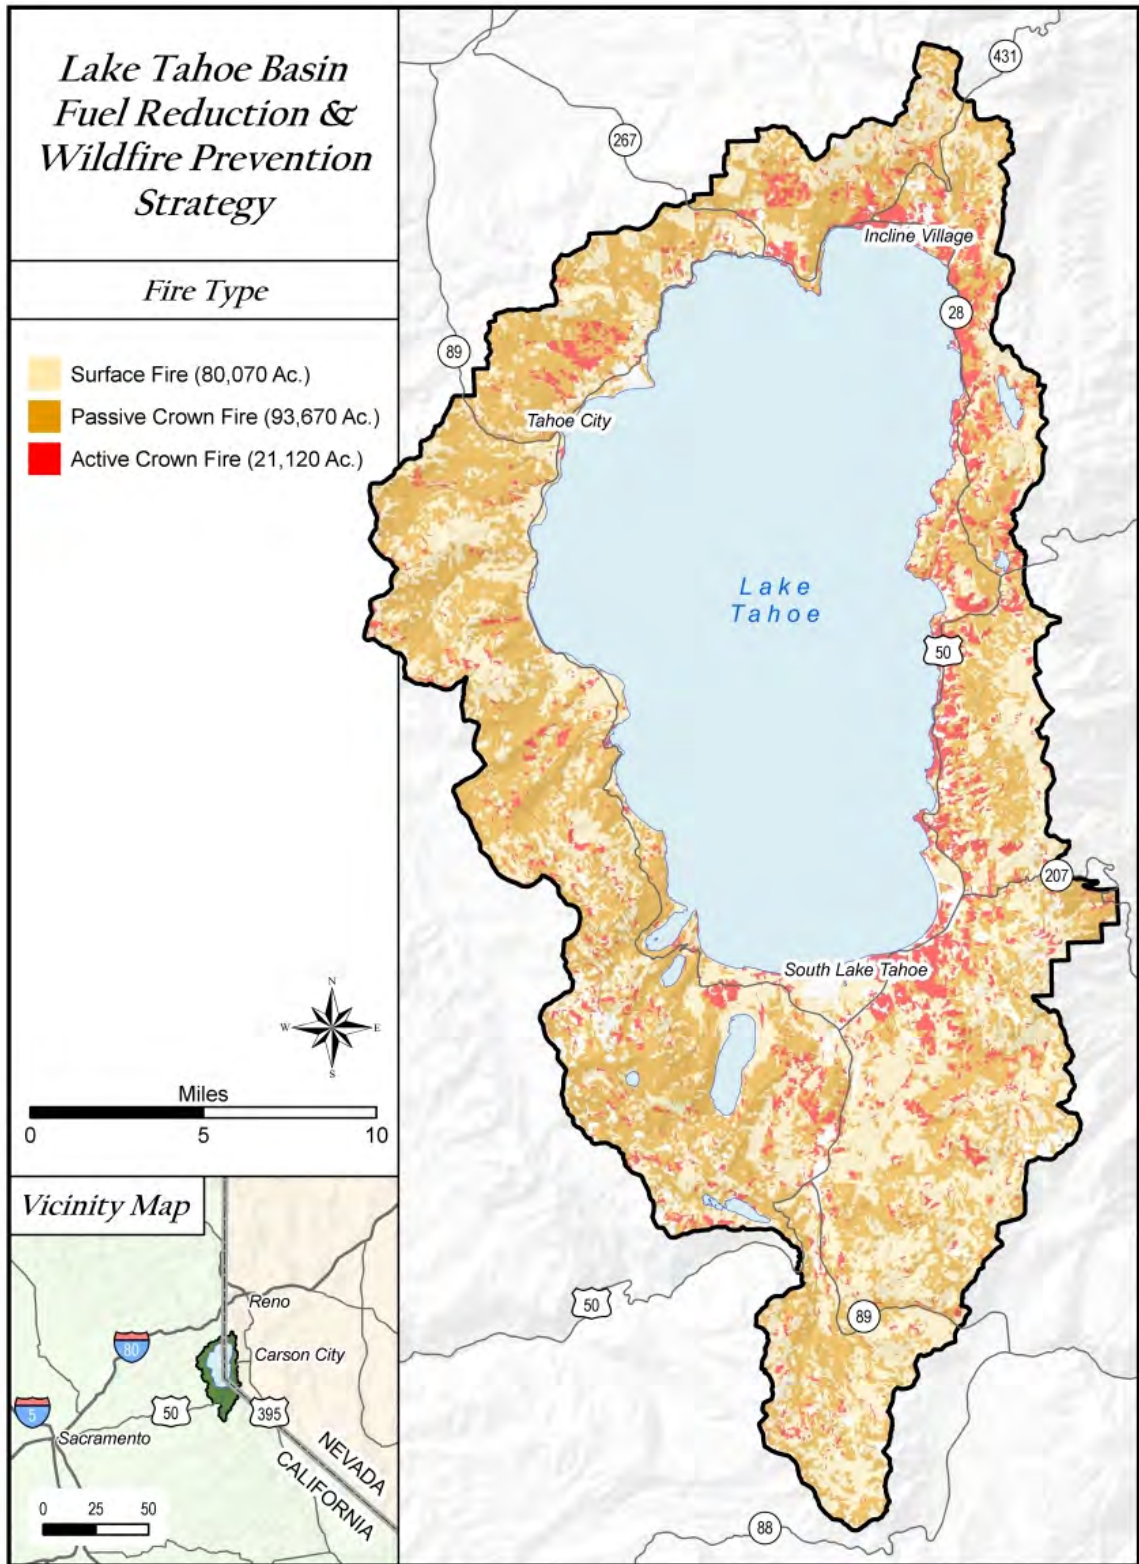 Lake Tahoe Basin
Fuel Reduction &
Wildfire Prevention
Strategy
Fire Type
Surface Fire (80,070 Ac.)
Passive Crown Fire (93,670 Ac.)
Active Crown Fire (21,120 Ac.)
N
W E
S
Miles
0 5 10
Vicinity Map
Reno
80
Carson City
5
50
395
Sacramento
NEVADA
CALIFORNIA
0 25 50
431
267
Incline Village
28
89
Tahoe City
Lake
Tahoe
50
207
South Lake Tahoe
50
89
88